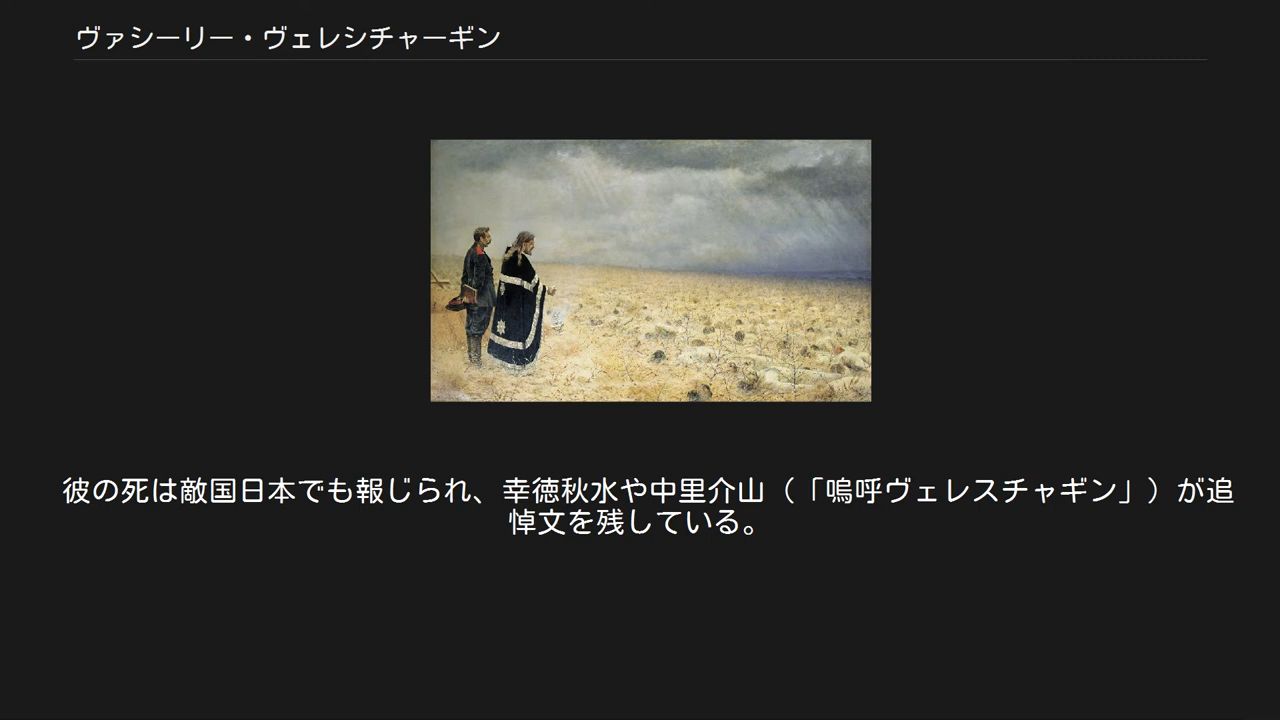 ヴァシーリー・ヴェレシチャーギン
彼の死は敵国日本でも報じられ、幸徳秋水や中里介山（「嗚呼ヴェレスチャギン」）が追
悼文を残している。